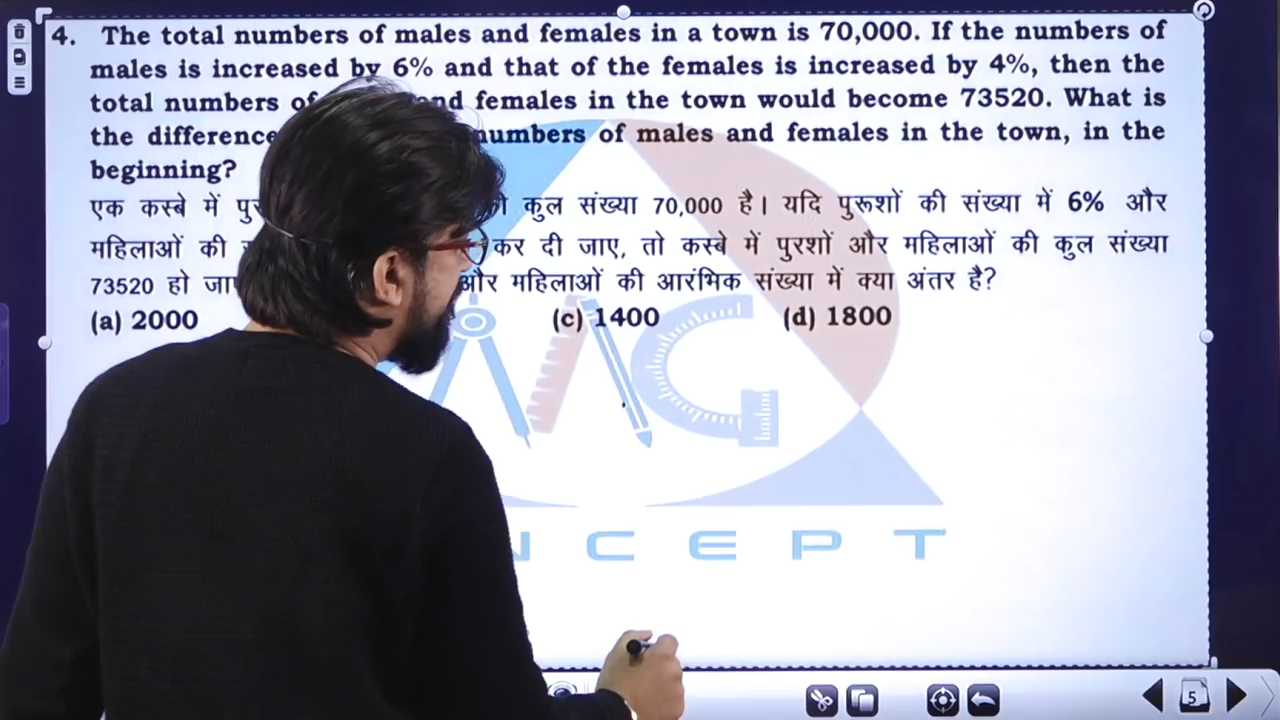 4. The total numbers of males and females in a town is 70,000. If the numbers of
males is increased by 6% and that of the females is increased by 4%, then the
total numbers of and females in the town would become 73520. What is
the difference numbers of males and females in the town, in the
beginning?
एक कस्बे में कुल संख्या 70,000 है। यदि पुरूशों की संख्या में 6% और
महिलाओं की कर दी जाए, तो कस्बे में पुरशों और महिलाओं की कुल संख्या
73520 हो और महिलाओं की आरंभिक संख्या में क्या अंतर है?
(a) 2000 (c) 1400 (d) 1800
CEPT
5